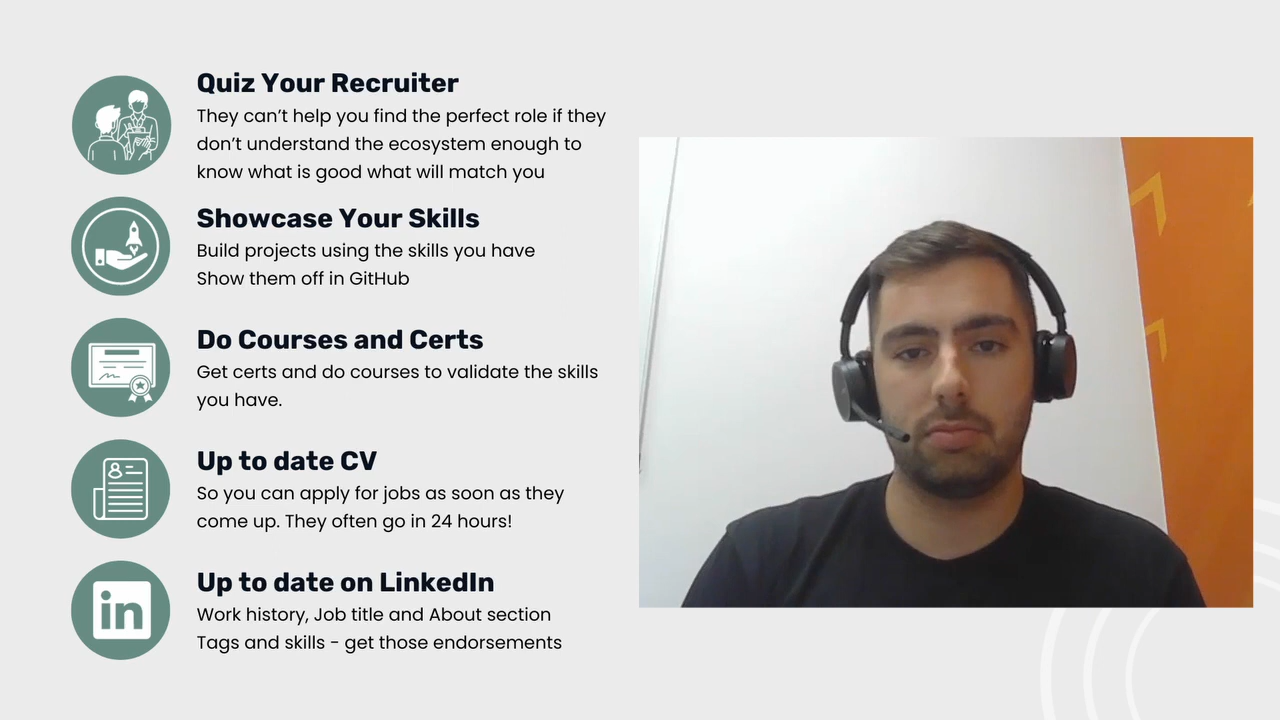 Quiz Your Recruiter
They can't help you find the perfect role if they
don't understand the ecosystem enough to
know what is good what will match you
Showcase Your Skills
Build projects using the skills you have
Show them off in GitHub
Do Courses and Certs
Get certs and do courses to validate the skills
you have.
Up to date CV
So you can apply for jobs as soon as they
come up. They often go in 24 hours!
in
Up to date on LinkedIn
Work history, Job title and About section
Tags and skills - get those endorsements